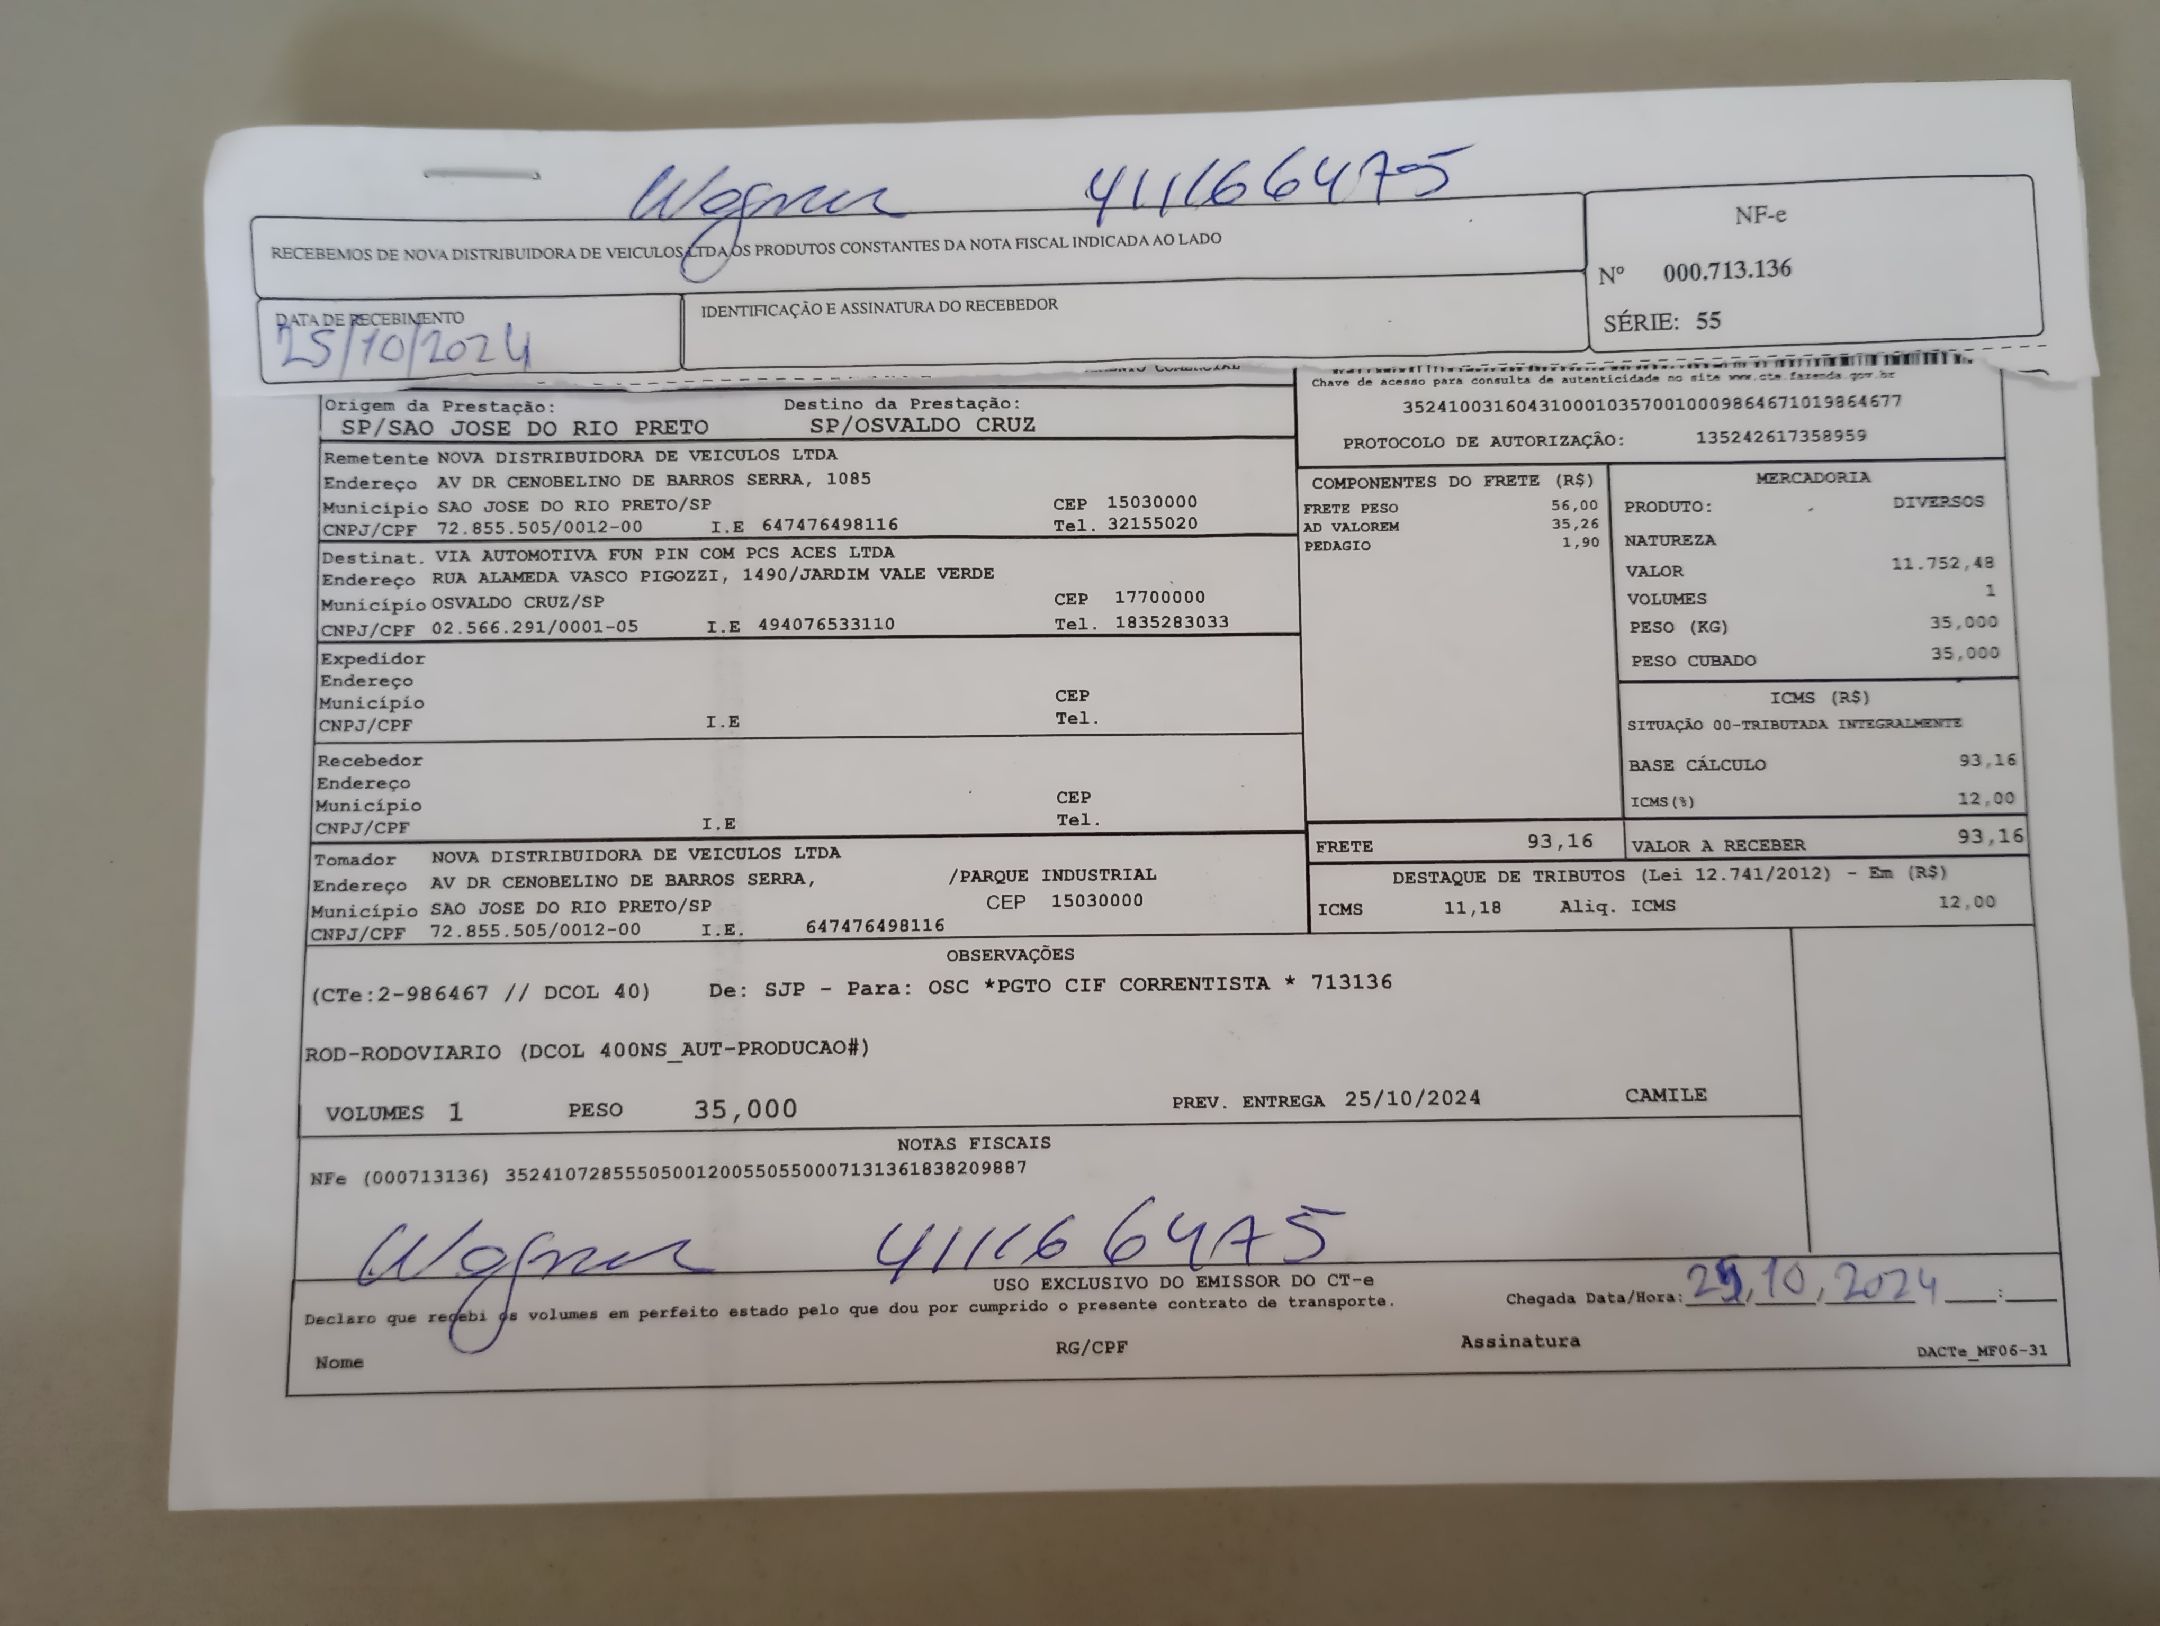 Wagner 411166475
RECEBEMOS DE NOVA DISTRIBUIDORA DE VEICULOS LTDA OS PRODUTOS CONSTANTES DA NOTA FISCAL INDICADA AO LADO
NF-e
Nº 000.713.136
SÉRIE: 55
DATA DE RECEBIMENTO
25/10/2024
IDENTIFICAÇÃO E ASSINATURA DO RECEBEDOR
Chave de acesso para consulta de autenticidade no site www.cte.fazenda.gov.br
35241003160431000103570010009864671019864677
PROTOCOLO DE AUTORIZAÇÃO: 135242617358959
Origem da Prestação: Destino da Prestação:
SP/SAO JOSE DO RIO PRETO SP/OSVALDO CRUZ
Remetente NOVA DISTRIBUIDORA DE VEICULOS LTDA
Endereço AV DR CENOBELINO DE BARROS SERRA, 1085
Município SAO JOSE DO RIO PRETO/SP CEP 15030000
CNPJ/CPF 72.855.505/0012-00 I.E 647476498116 Tel. 32155020
Destinat. VIA AUTOMOTIVA FUN PIN COM PCS ACES LTDA
Endereço RUA ALAMEDA VASCO PIGOZZI, 1490/JARDIM VALE VERDE
Município OSVALDO CRUZ/SP CEP 17700000
CNPJ/CPF 02.566.291/0001-05 I.E 494076533110 Tel. 1835283033
Expedidor
Endereço
Município CEP
CNPJ/CPF I.E Tel.
Recebedor
Endereço
Município CEP
CNPJ/CPF I.E Tel.
Tomador NOVA DISTRIBUIDORA DE VEICULOS LTDA
Endereço AV DR CENOBELINO DE BARROS SERRA, /PARQUE INDUSTRIAL
Município SAO JOSE DO RIO PRETO/SP CEP 15030000
CNPJ/CPF 72.855.505/0012-00 I.E. 647476498116
COMPONENTES DO FRETE (R$)
FRETE PESO 56,00
AD VALOREM 35,26
PEDAGIO 1,90
MERCADORIA
PRODUTO: DIVERSOS
NATUREZA
VALOR 11.752,48
VOLUMES 1
PESO (KG) 35,000
PESO CUBADO 35,000
ICMS (R$)
SITUAÇÃO 00-TRIBUTADA INTEGRALMENTE
BASE CÁLCULO 93,16
ICMS(%) 12,00
FRETE 93,16 VALOR A RECEBER 93,16
DESTAQUE DE TRIBUTOS (Lei 12.741/2012) - Em (R$)
ICMS 11,18 Aliq. ICMS 12,00
OBSERVAÇÕES
(CTe:2-986467 // DCOL 40) De: SJP - Para: OSC *PGTO CIF CORRENTISTA * 713136
ROD-RODOVIARIO (DCOL 400NS_AUT-PRODUCAO#)
VOLUMES 1 PESO 35,000 PREV. ENTREGA 25/10/2024 CAMILE
NOTAS FISCAIS
NFe (000713136) 35241072855505001200550550007131361838209887
Wagner 411166475
USO EXCLUSIVO DO EMISSOR DO CT-e
Declaro que recebi os volumes em perfeito estado pelo que dou por cumprido o presente contrato de transporte.
Chegada Data/Hora: 25,10,2024 :
Nome RG/CPF Assinatura DACTe_MF06-31